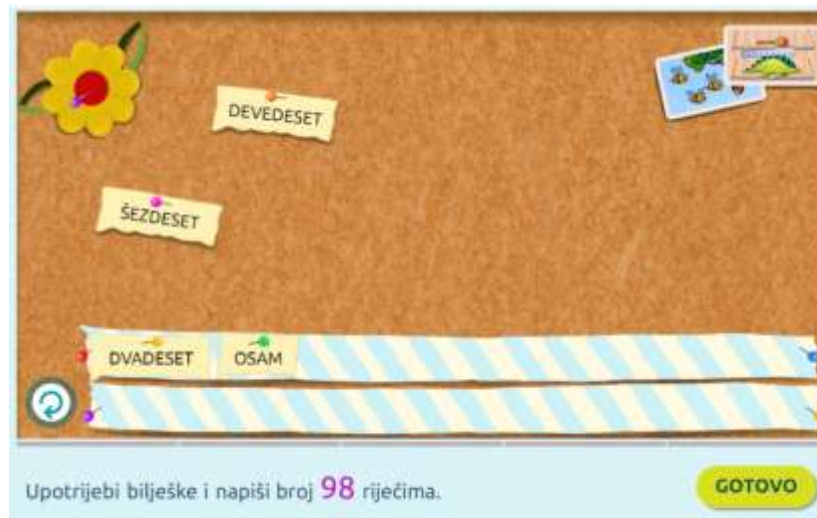 DEVEDESET
ŠEZDESET
DVADESET OSAM
Upotrijebi bilješke i napiši broj 98 riječima.
GOTOVO